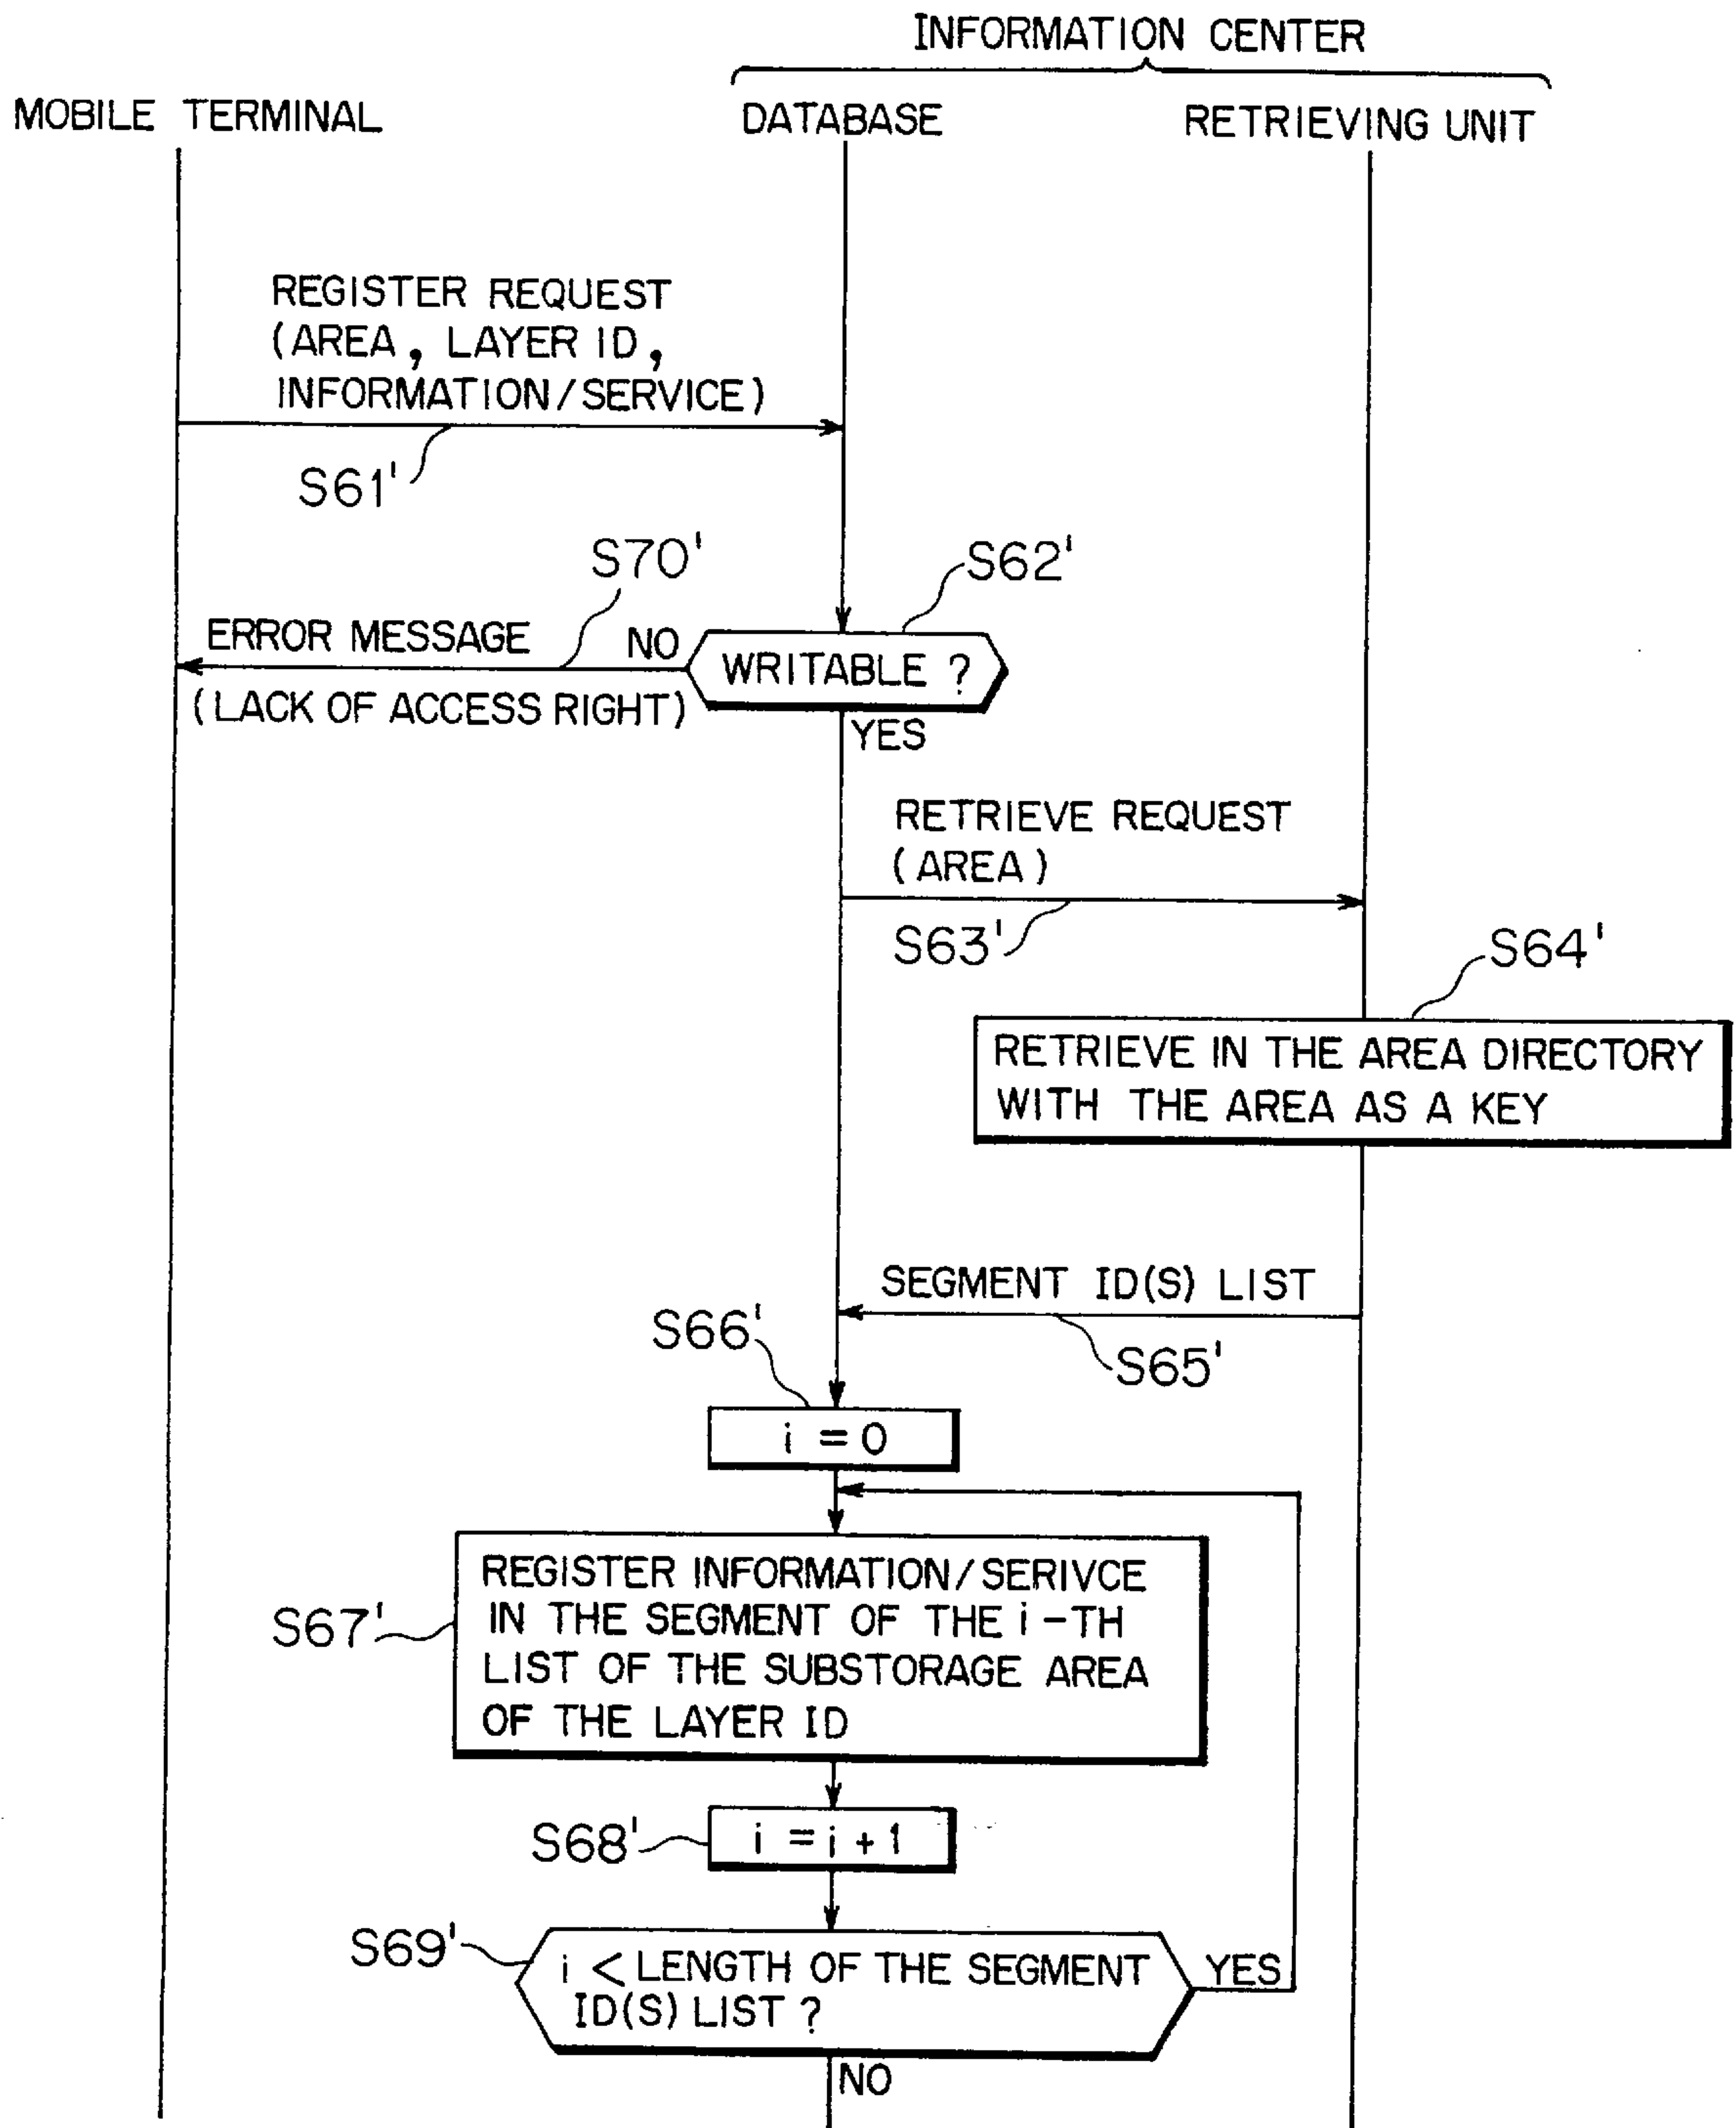 INFORMATION CENTER
MOBILE TERMINAL
DATABASE
RETRIEVING UNIT
REGISTER REQUEST
(AREA, LAYER ID,
INFORMATION/SERVICE)
S61'
S70'
S62'
ERROR MESSAGE
NO
WRITABLE ?
(LACK OF ACCESS RIGHT)
YES
RETRIEVE REQUEST
(AREA)
S63'
S64'
RETRIEVE IN THE AREA DIRECTORY
WITH THE AREA AS A KEY
SEGMENT ID(S) LIST
S66'
S65'
i = 0
REGISTER INFORMATION/SERIVCE
IN THE SEGMENT OF THE i-TH
LIST OF THE SUBSTORAGE AREA
OF THE LAYER ID
S67'
S68'
i = i + 1
S69'
i < LENGTH OF THE SEGMENT
ID(S) LIST ?
YES
NO